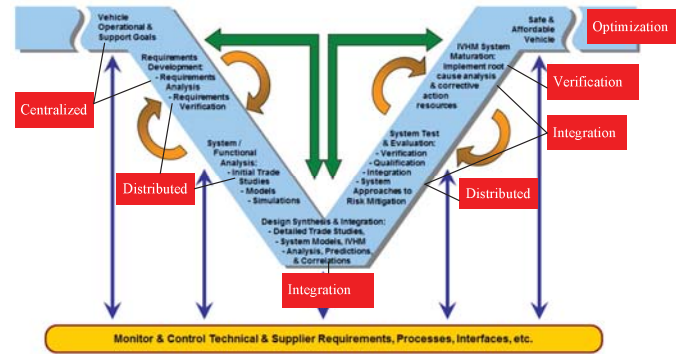 Vehicle
Operational &
Support Goals
Requirements
Development:
- Requirements
Analysis
- Requirements
Verification
System /
Functional
Analysis:
- Initial Trade
Studies
- Models
- Simulations
Design Synthesis & Integration:
- Detailed Trade Studies,
- System Models, IVHM
- Analysis, Predictions,
& Correlations
System Test
& Evaluation:
- Verification
- Qualification
- Integration
- System
Approaches to
Risk Mitigation
IVHM System
Maturation:
Implement root
cause analysis
& corrective
action
resources
Safe &
Affordable
Vehicle
Optimization
Verification
Integration
Distributed
Centralized
Distributed
Integration
Monitor & Control Technical & Supplier Requirements, Processes, Interfaces, etc.